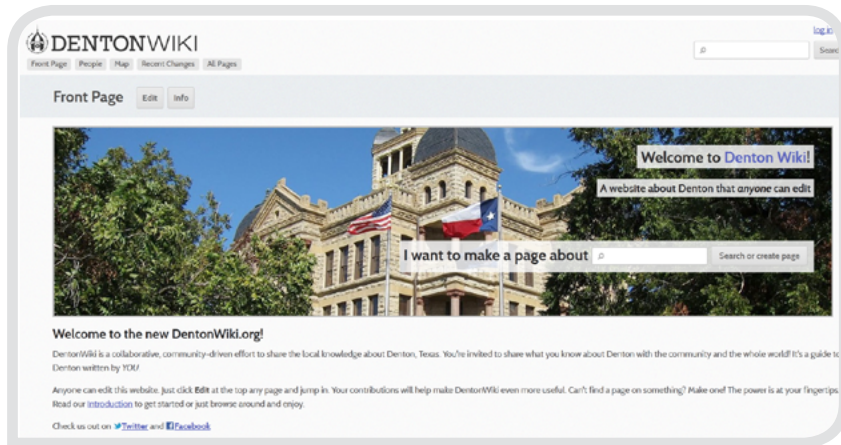 log in
DENTONWIKI
Searc
Front Page People Map Recent Changes All Pages
Front Page Edit Info
Welcome to Denton Wiki!
A website about Denton that anyone can edit
I want to make a page about Search or create page
Welcome to the new DentonWiki.org!
DentonWiki is a collaborative, community-driven effort to share the local knowledge about Denton, Texas. You're invited to share what you know about Denton with the community and the whole world! It's a guide to
Denton written by YOU!
Anyone can edit this website. Just click Edit at the top any page and jump in. Your contributions will help make DentonWiki even more useful. Can't find a page on something? Make one! The power is at your fingertips.
Read our Introduction to get started or just browse around and enjoy.
Check us out on Twitter and Facebook